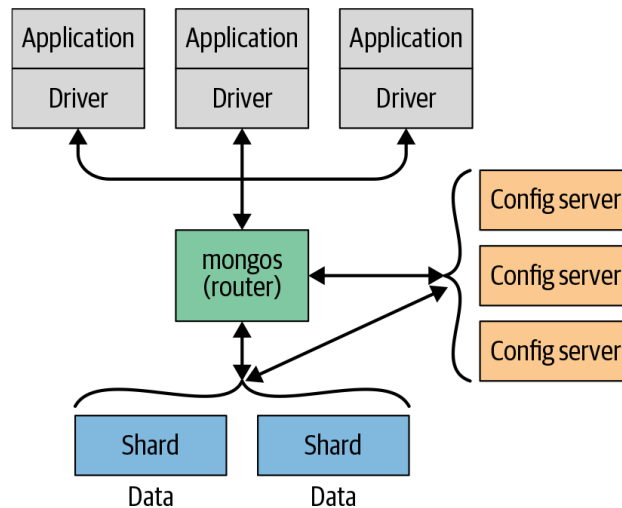 Application
Driver
Application
Driver
Application
Driver
mongos
(router)
Config server
Config server
Config server
Shard
Data
Shard
Data